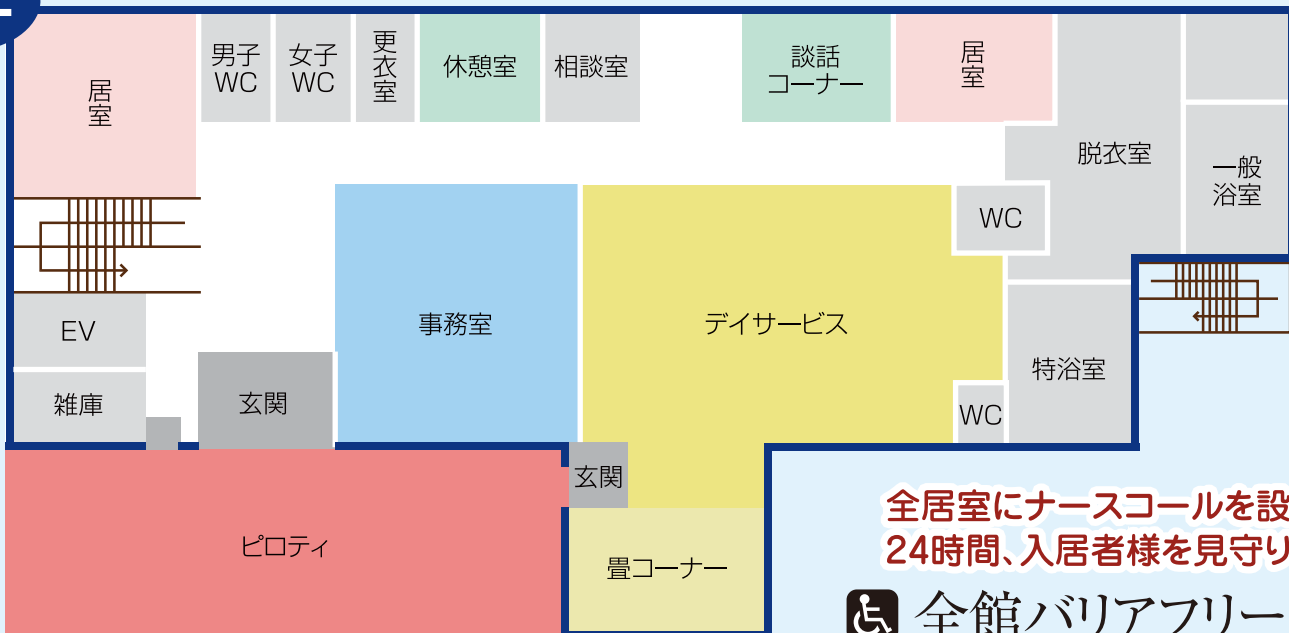 居室
男子
WC
女子
WC
更衣室
休憩室
相談室
談話
コーナー
居室
脱衣室
一般
浴室
WC
EV
事務室
デイサービス
特浴室
雑庫
玄関
WC
玄関
ピロティ
畳コーナー
全居室にナースコールを設
24時間、入居者様を見守り
全館バリアフリー